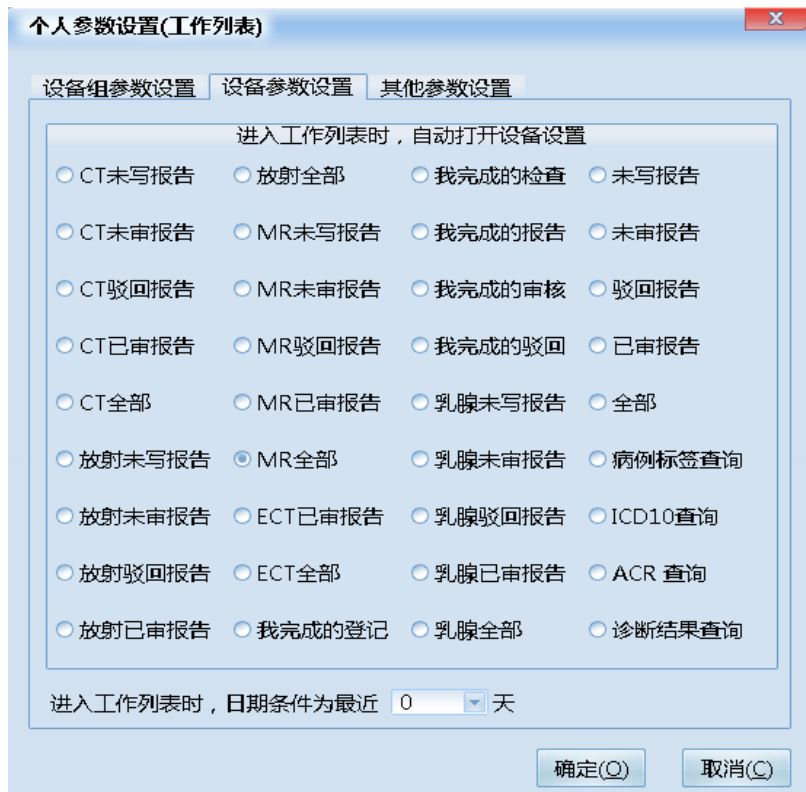 个人参数设置(工作列表)
设备组参数设置 设备参数设置 其他参数设置
进入工作列表时，自动打开设备设置
CT未写报告 放射全部 我完成的检查 未写报告
CT未审报告 MR未写报告 我完成的报告 未审报告
CT驳回报告 MR未审报告 我完成的审核 驳回报告
CT已审报告 MR驳回报告 我完成的驳回 已审报告
CT全部 MR已审报告 乳腺未写报告 全部
放射未写报告 MR全部 乳腺未审报告 病例标签查询
放射未审报告 ECT已审报告 乳腺驳回报告 ICD10查询
放射驳回报告 ECT全部 乳腺已审报告 ACR 查询
放射已审报告 我完成的登记 乳腺全部 诊断结果查询
进入工作列表时，日期条件为最近 0 天
确定(O) 取消(C)